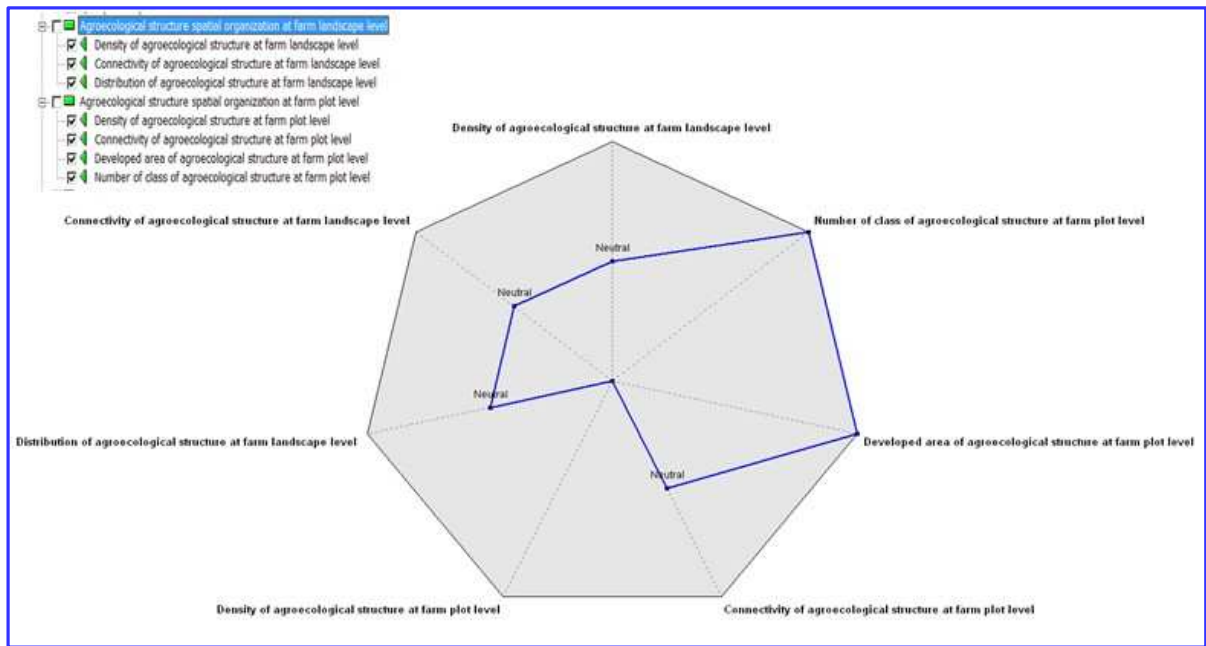 Agroecological structure spatial organization at farm landscape level
Density of agroecological structure at farm landscape level
Connectivity of agroecological structure at farm landscape level
Distribution of agroecological structure at farm landscape level
Agroecological structure spatial organization at farm plot level
Density of agroecological structure at farm plot level
Connectivity of agroecological structure at farm plot level
Developed area of agroecological structure at farm plot level
Number of class of agroecological structure at farm plot level
Density of agroecological structure at farm landscape level
Connectivity of agroecological structure at farm landscape level
Number of class of agroecological structure at farm plot level
Neutral
Neutral
Neutral
Distribution of agroecological structure at farm landscape level
Developed area of agroecological structure at farm plot level
Neutral
Density of agroecological structure at farm plot level
Connectivity of agroecological structure at farm plot level